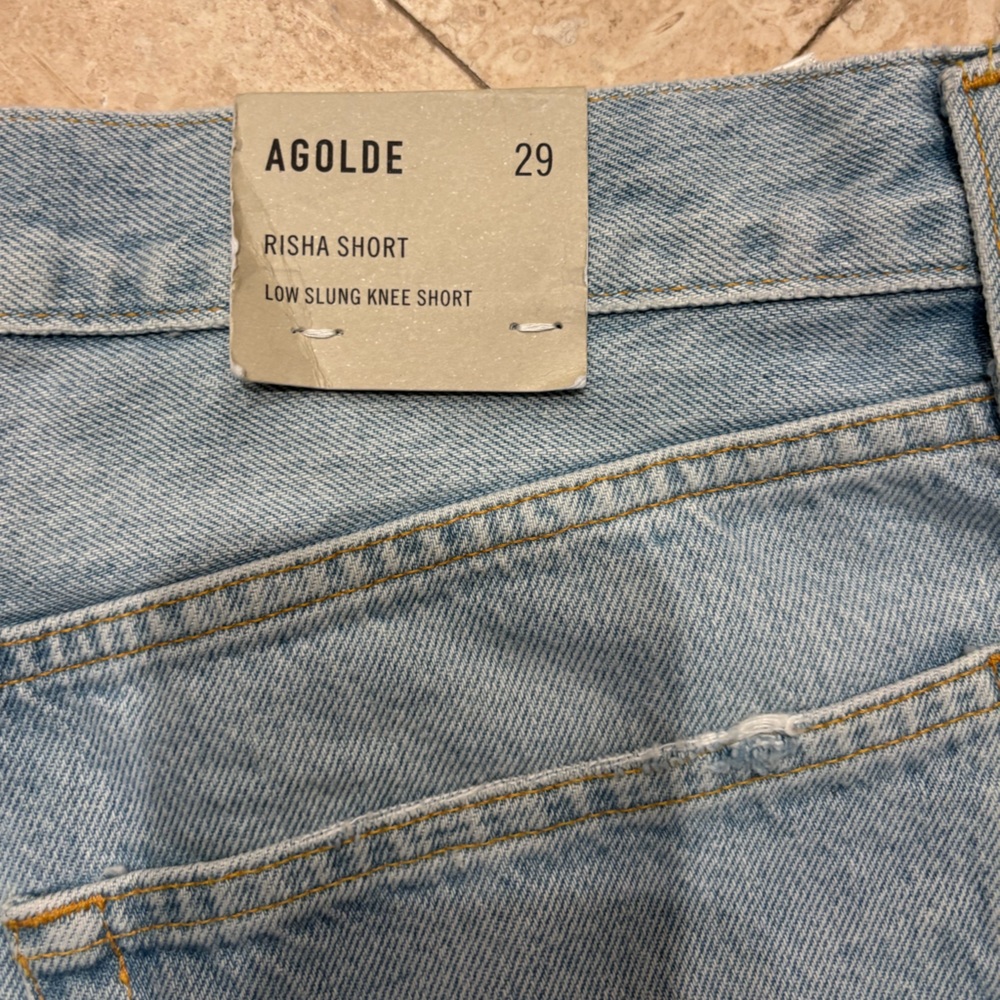 AGOLDE 29
RISHA SHORT
LOW SLUNG KNEE SHORT